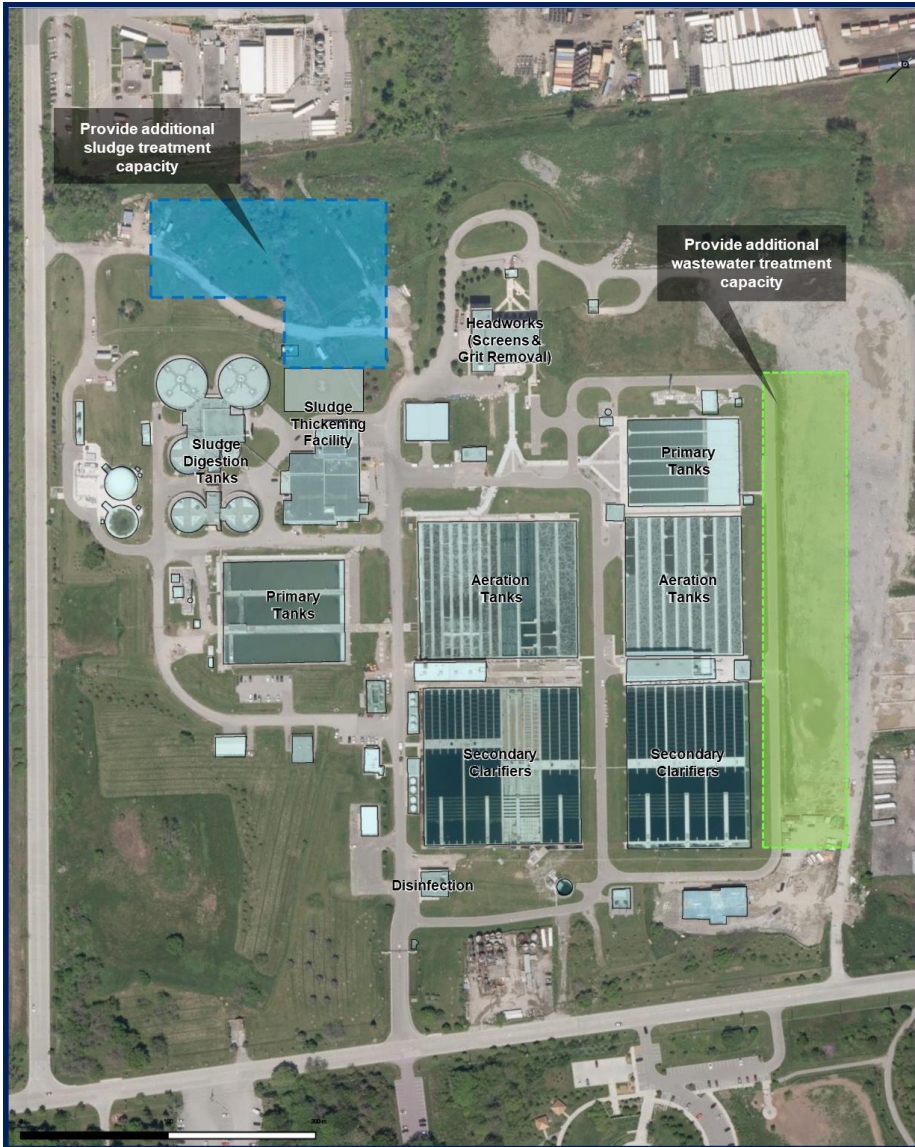 Provide additional
sludge treatment
capacity
Provide additional
wastewater treatment
capacity
Headworks
(Screens &
Grit Removal)
Sludge
Thickening
Facility
Sludge
Digestion
Tanks
Primary
Tanks
Primary
Tanks
Aeration
Tanks
Aeration
Tanks
Secondary
Clarifiers
Secondary
Clarifiers
Disinfection